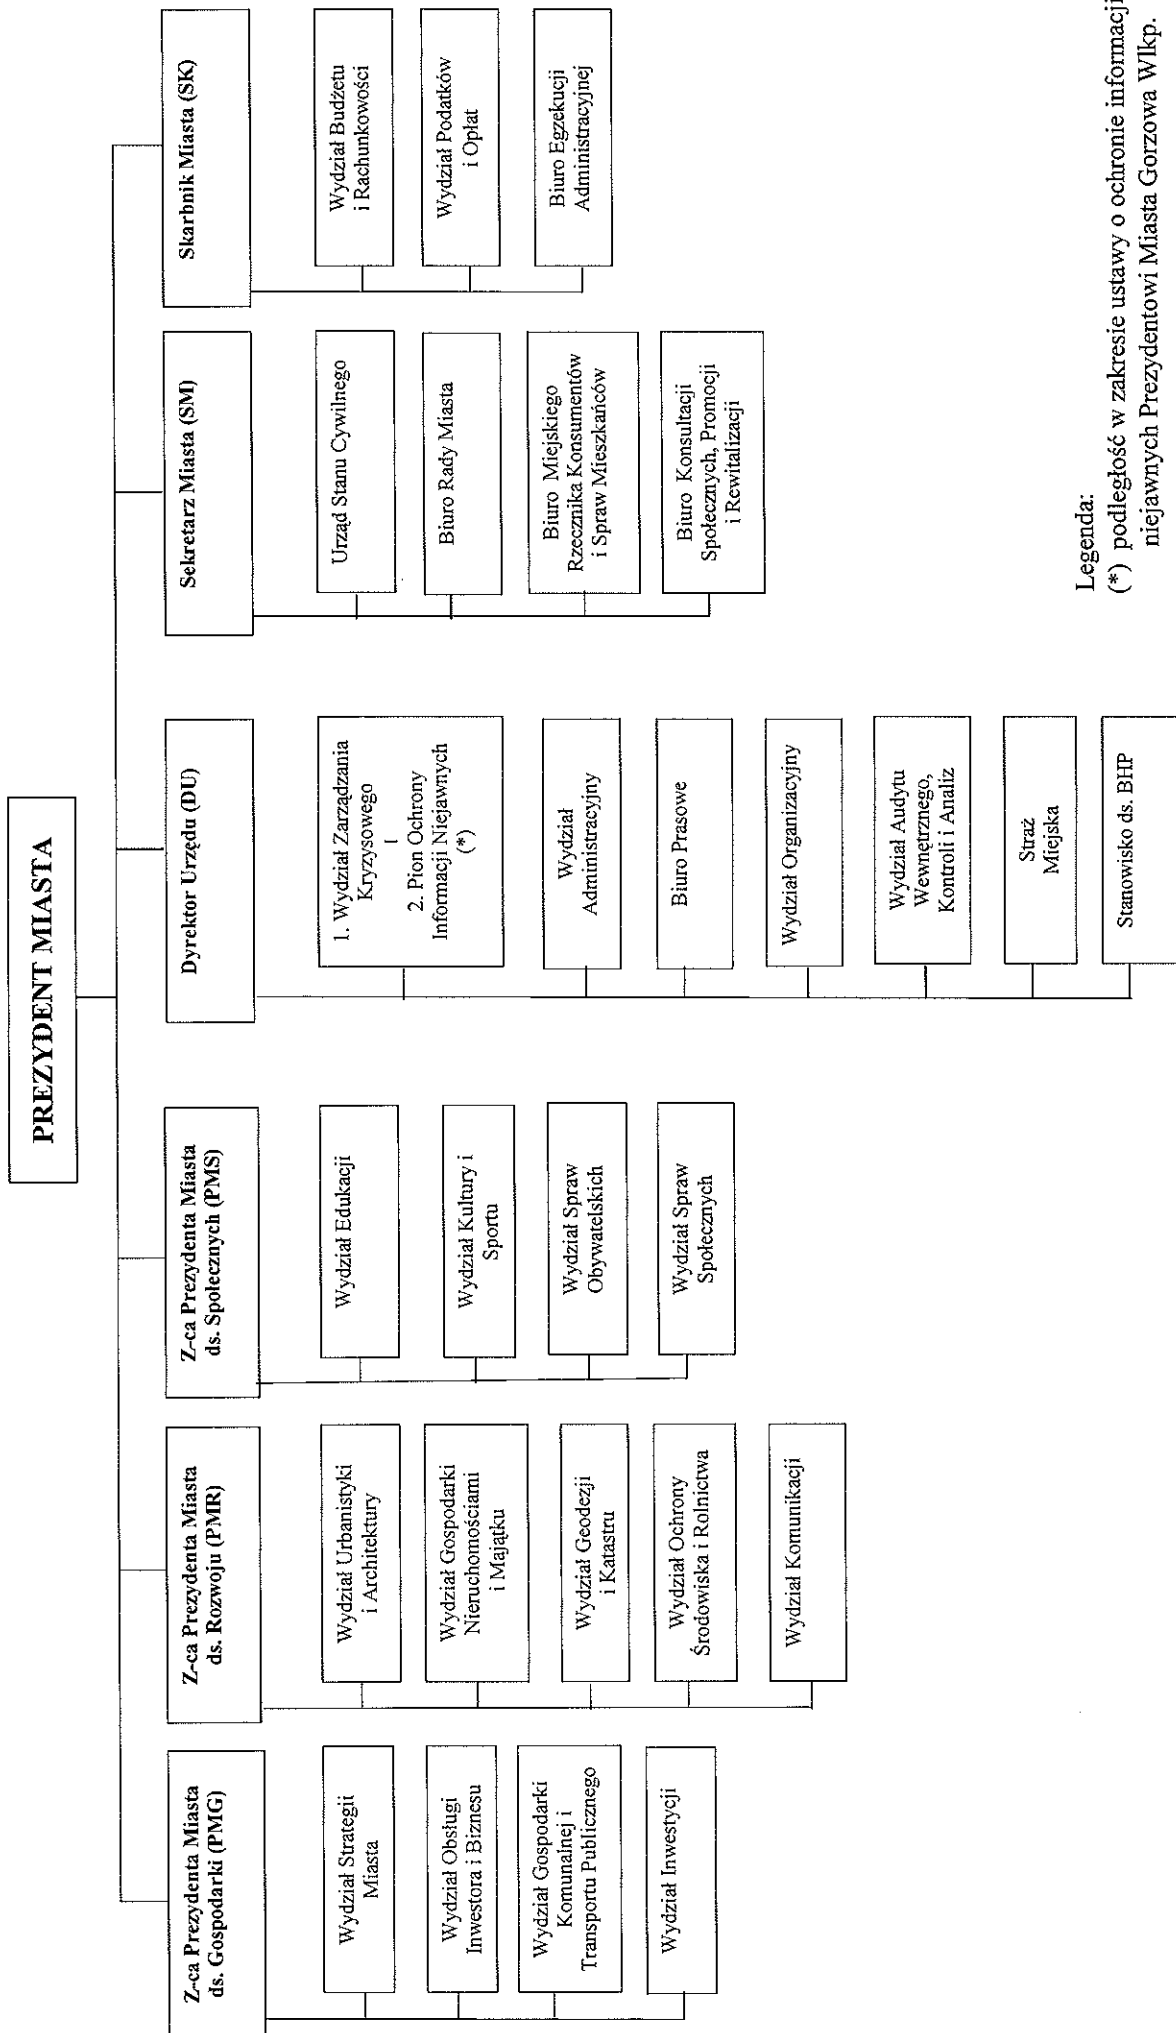 PREZYDENT MIASTA
Z-ca Prezydenta Miasta
ds. Gospodarki (PMG)
Wydział Strategii
Miasta
Wydział Obsługi
Inwestora i Biznesu
Wydział Gospodarki
Komunalnej i
Transportu Publicznego
Wydział Inwestycji
Z-ca Prezydenta Miasta
ds. Rozwoju (PMR)
Wydział Urbanistyki
i Architektury
Wydział Gospodarki
Nieruchomościami
i Majątku
Wydział Geodezji
i Katastru
Wydział Ochrony
Środowiska i Rolnictwa
Wydział Komunikacji
Z-ca Prezydenta Miasta
ds. Społecznych (PMS)
Wydział Edukacji
Wydział Kultury i
Sportu
Wydział Spraw
Obywatelskich
Wydział Spraw
Społecznych
Dyrektor Urzędu (DU)
1. Wydział Zarządzania
Kryzysowego
2. Pion Ochrony
Informacji Niejawnych
(*)
Wydział
Administracyjny
Biuro Prasowe
Wydział Organizacyjny
Wydział Audytu
Wewnętrznego,
Kontroli i Analiz
Straż
Miejska
Stanowisko ds. BHP
Sekretarz Miasta (SM)
Urząd Stanu Cywilnego
Biuro Rady Miasta
Biuro Miejskiego
Rzecznika Konsumentów
i Spraw Mieszkańców
Biuro Konsultacji
Społecznych, Promocji
i Rewitalizacji
Skarbnik Miasta (SK)
Wydział Budżetu
i Rachunkowości
Wydział Podatków
i Opłat
Biuro Egzekucji
Administracyjnej
Legenda:
(*) podległość w zakresie ustawy o ochronie informacji
niejawnych Prezydentowi Miasta Gorzowa Wlkp.